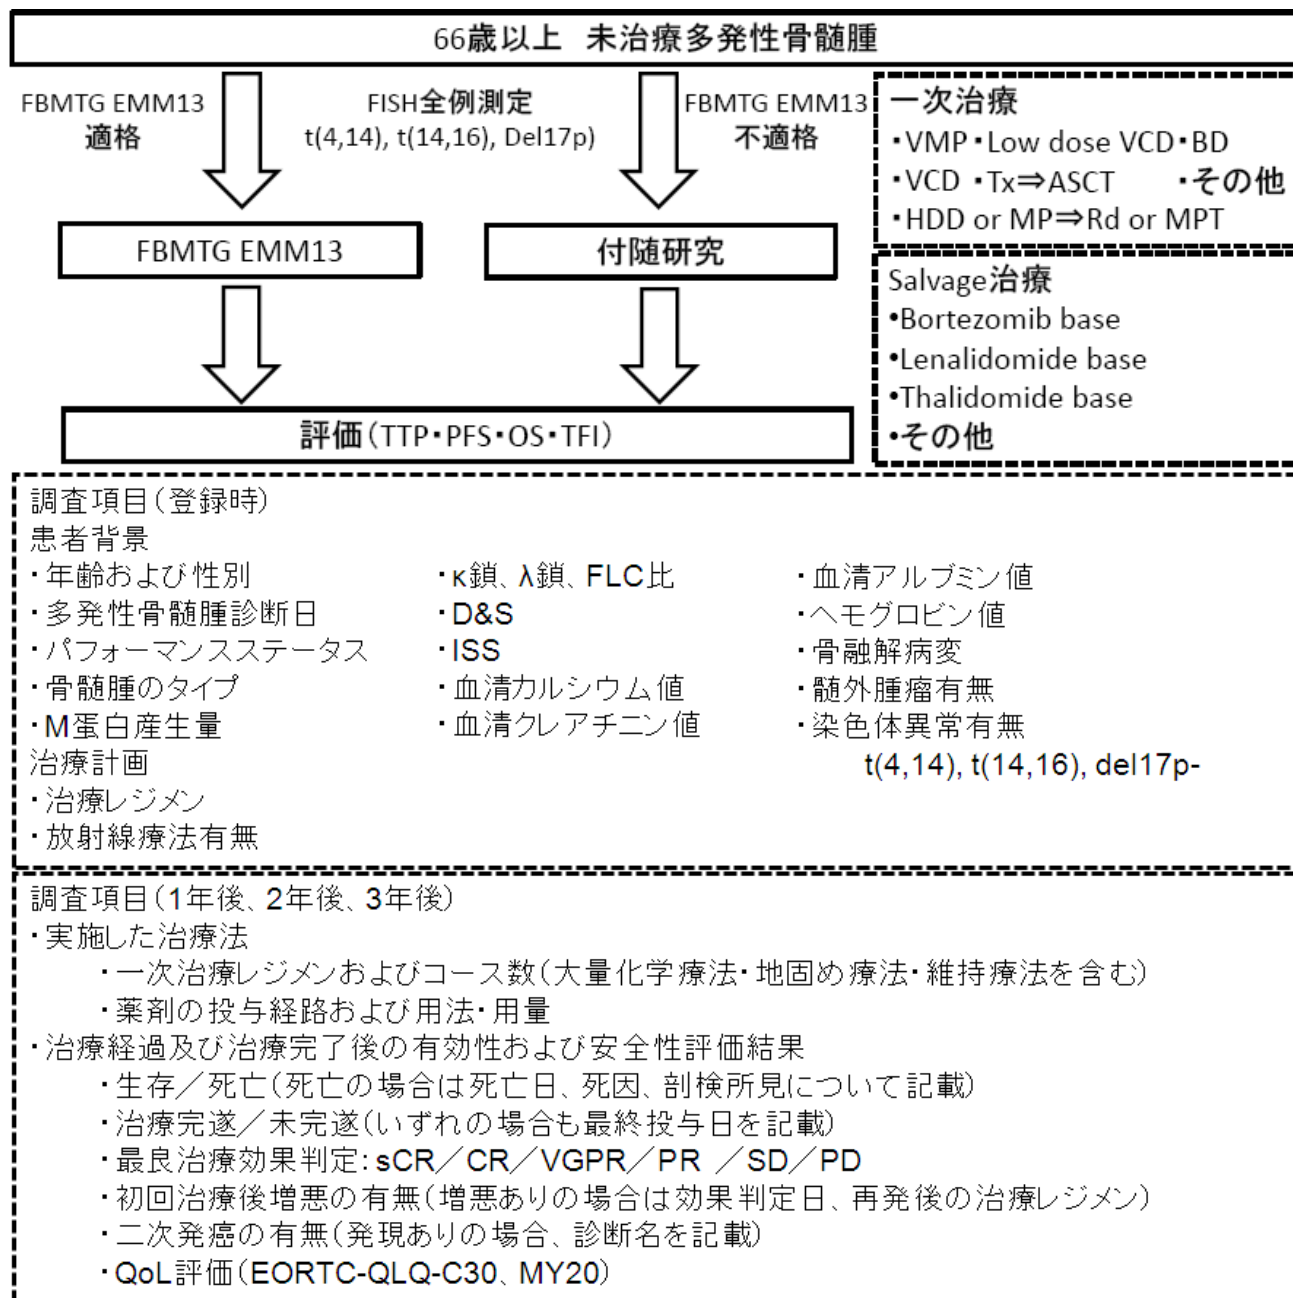 66歳以上 未治療多発性骨髄腫
FBMTG EMM13
適格
FISH全例測定
t(4,14), t(14,16), Del17p)
FBMTG EMM13
不適格
FBMTG EMM13
付随研究
評価(TTP・PFS・OS・TFI)
一次治療
・VMP・Low dose VCD・BD
・VCD ・Tx⇒ASCT ・その他
・HDD or MP⇒Rd or MPT
Salvage治療
•Bortezomib base
•Lenalidomide base
•Thalidomide base
•その他
調査項目(登録時)
患者背景
・年齢および性別
・多発性骨髄腫診断日
・パフォーマンスステータス
・骨髄腫のタイプ
・M蛋白産生量
・κ鎖、λ鎖、FLC比
・D&S
・ISS
・血清カルシウム値
・血清クレアチニン値
・血清アルブミン値
・ヘモグロビン値
・骨融解病変
・髄外腫瘤有無
・染色体異常有無
t(4,14), t(14,16), del17p-
治療計画
・治療レジメン
・放射線療法有無
調査項目(1年後、2年後、3年後)
・実施した治療法
・一次治療レジメンおよびコース数(大量化学療法・地固め療法・維持療法を含む)
・薬剤の投与経路および用法・用量
・治療経過及び治療完了後の有効性および安全性評価結果
・生存／死亡(死亡の場合は死亡日、死因、剖検所見について記載)
・治療完遂／未完遂(いずれの場合も最終投与日を記載)
・最良治療効果判定: sCR／CR／VGPR／PR ／SD／PD
・初回治療後増悪の有無(増悪ありの場合は効果判定日、再発後の治療レジメン)
・二次発癌の有無(発現ありの場合、診断名を記載)
・QoL評価(EORTC-QLQ-C30、MY20)